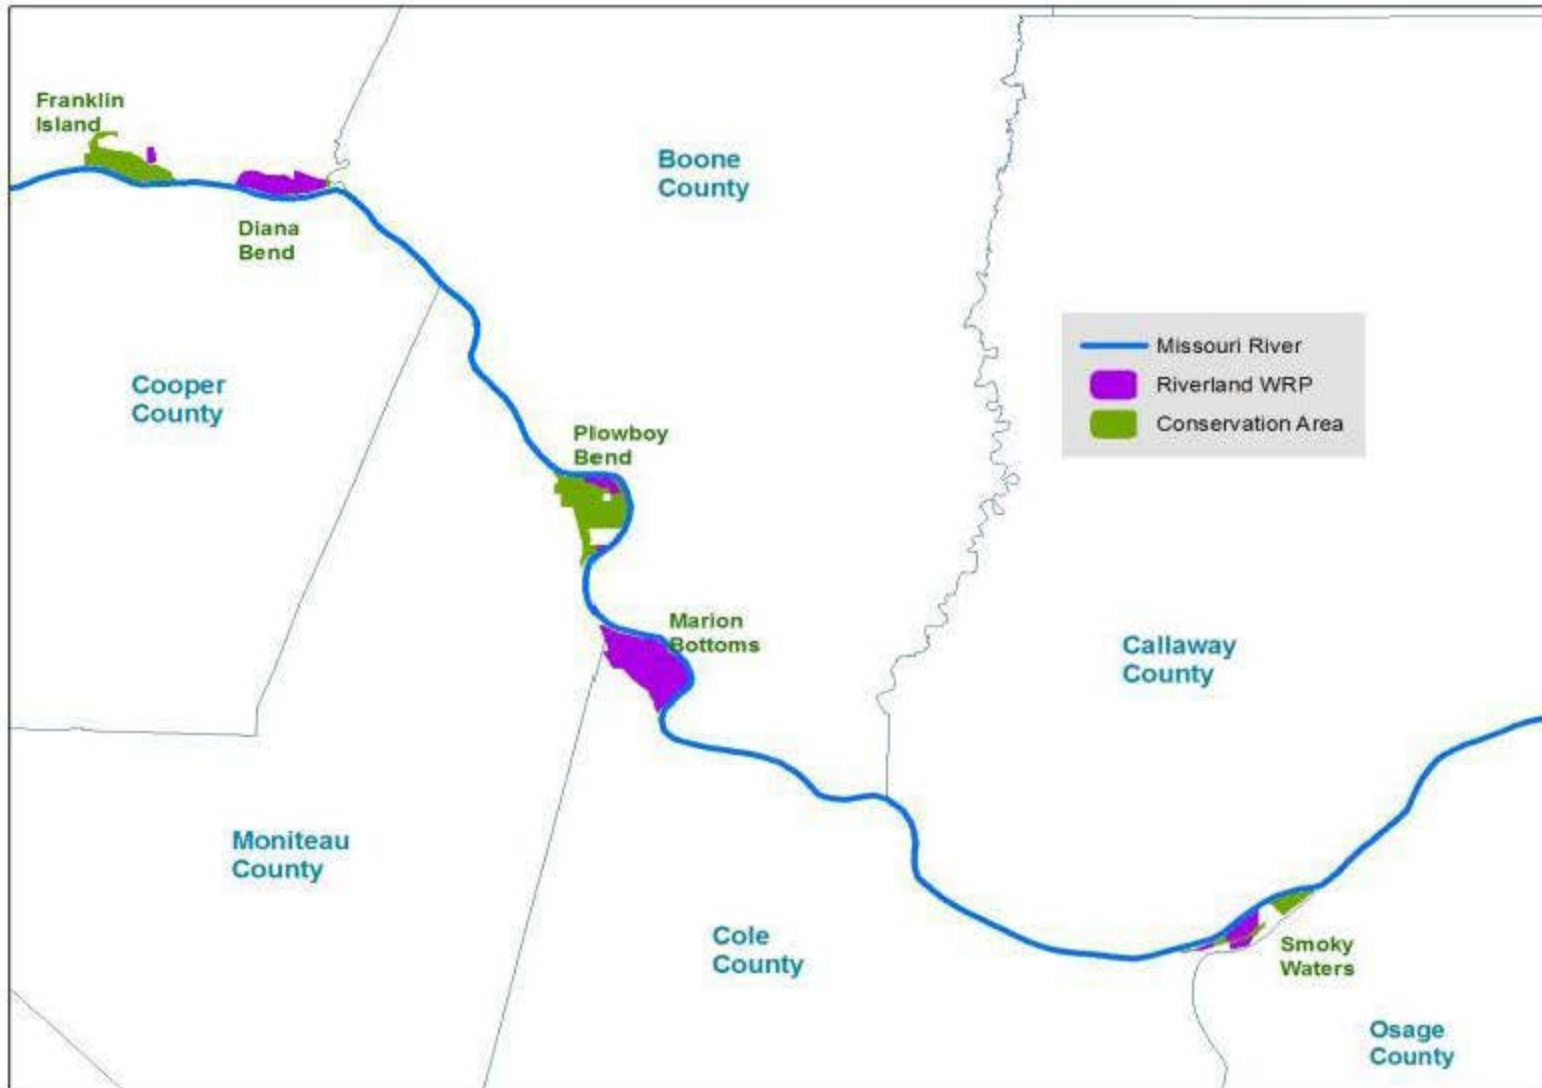 Franklin
Island
Boone
County
Diana
Bend
Missouri River
Riverland WRP
Conservation Area
Cooper
County
Plowboy
Bend
Marion
Bottoms
Callaway
County
Moniteau
County
Cole
County
Smoky
Waters
Osage
County